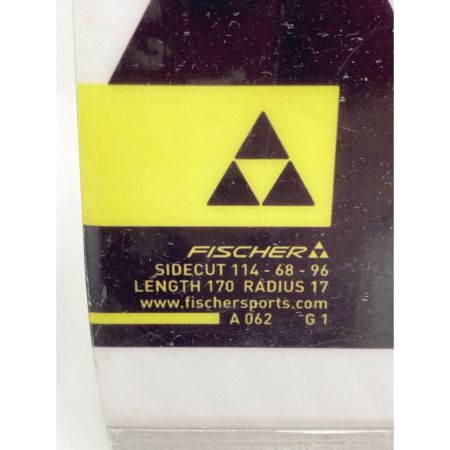 FISCHER
SIDECUT 114 - 68 - 96
LENGTH 170 RADIUS 17
www.fischersports.com
A 062 G 1